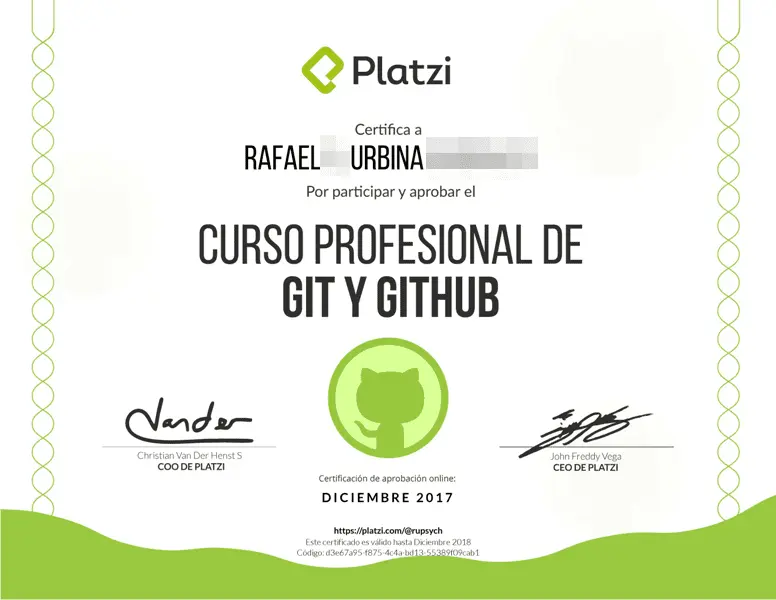 Platzi
Certifica a
RAFAEL URBINA
Por participar y aprobar el
CURSO PROFESIONAL DE
GIT Y GITHUB
Vander
Christian Van Der Henst S
COO DE PLATZI
John Freddy Vega
CEO DE PLATZI
Certificación de aprobación online:
DICIEMBRE 2017
https://platzi.com/@rupsych
Este certificado es válido hasta Diciembre 2018
Código: d3e67a95-f875-4c4a-bd13-55389f09cab1